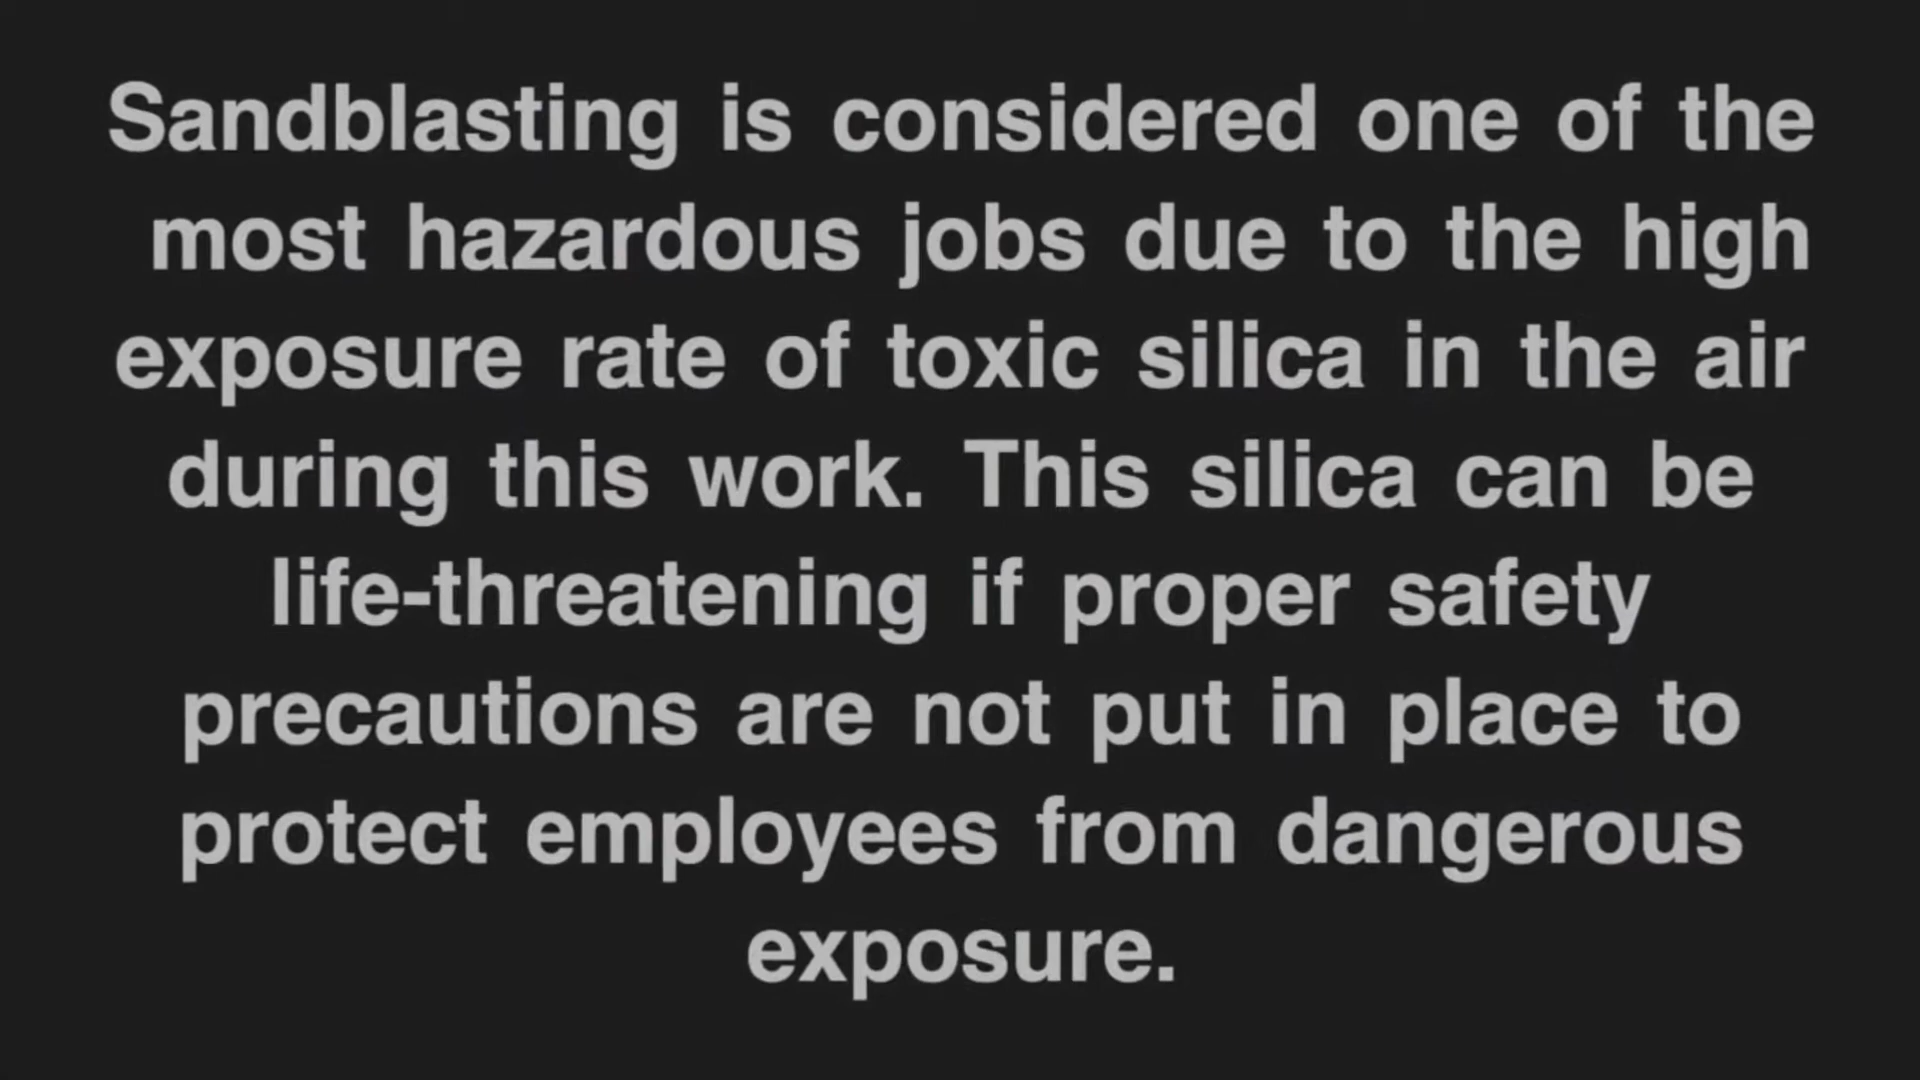 Sandblasting is considered one of the
most hazardous jobs due to the high
exposure rate of toxic silica in the air
during this work. This silica can be
life-threatening if proper safety
precautions are not put in place to
protect employees from dangerous
exposure.